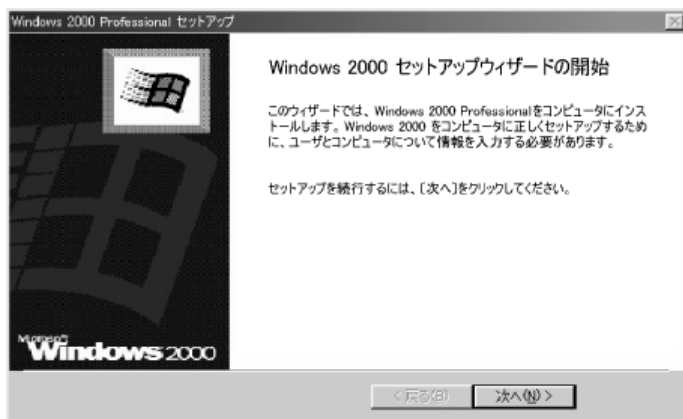 Windows 2000 Professional セットアップ
Windows 2000 セットアップウィザードの開始
このウィザードでは、Windows 2000 Professionalをコンピュータにインス
トールします。Windows 2000 をコンピュータに正しくセットアップするため
に、ユーザとコンピュータについて情報を入力する必要があります。
セットアップを続行するには、[次へ]をクリックしてください。
Microsoft
Windows 2000
< 戻る(B)
次へ(N) >